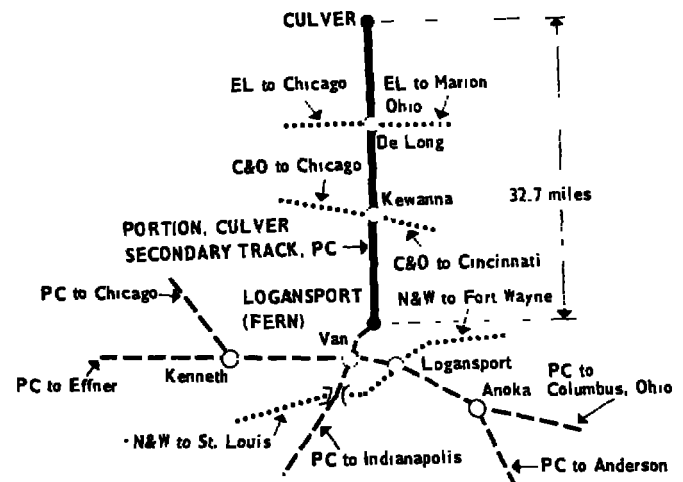 CULVER
EL to Chicago
EL to Marion
Ohio
De Long
C&O to Chicago
Kewanna
32.7 miles
PORTION, CULVER
SECONDARY TRACK, PC
C&O to Cincinnati
PC to Chicago
LOGANSPORT
(FERN)
N&W to Fort Wayne
Van
Logansport
Kenneth
PC to Effner
Anoka
PC to
Columbus, Ohio
N&W to St. Louis
PC to Indianapolis
PC to Anderson